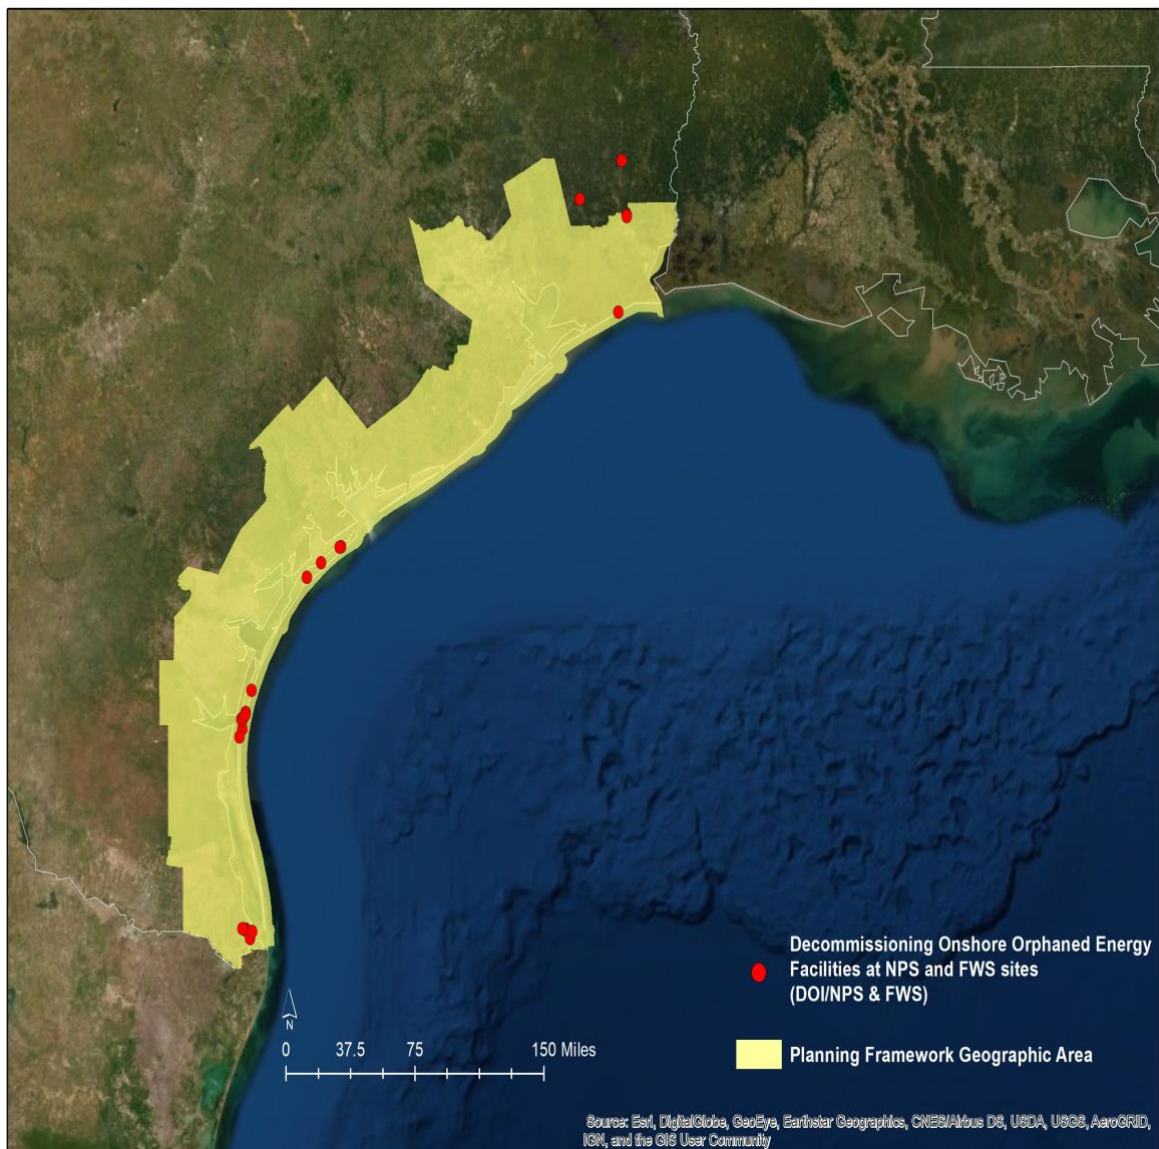 Decommissioning Onshore Orphaned Energy
Facilities at NPS and FWS sites
(DOI/NPS & FWS)
N
0 37.5 75 150 Miles
Planning Framework Geographic Area
Source: Esri, DigitalGlobe, GeoEye, Earthstar Geographics, CNES/Airbus DS, USDA, USGS, AeroGRID,
IGN, and the GIS User Community